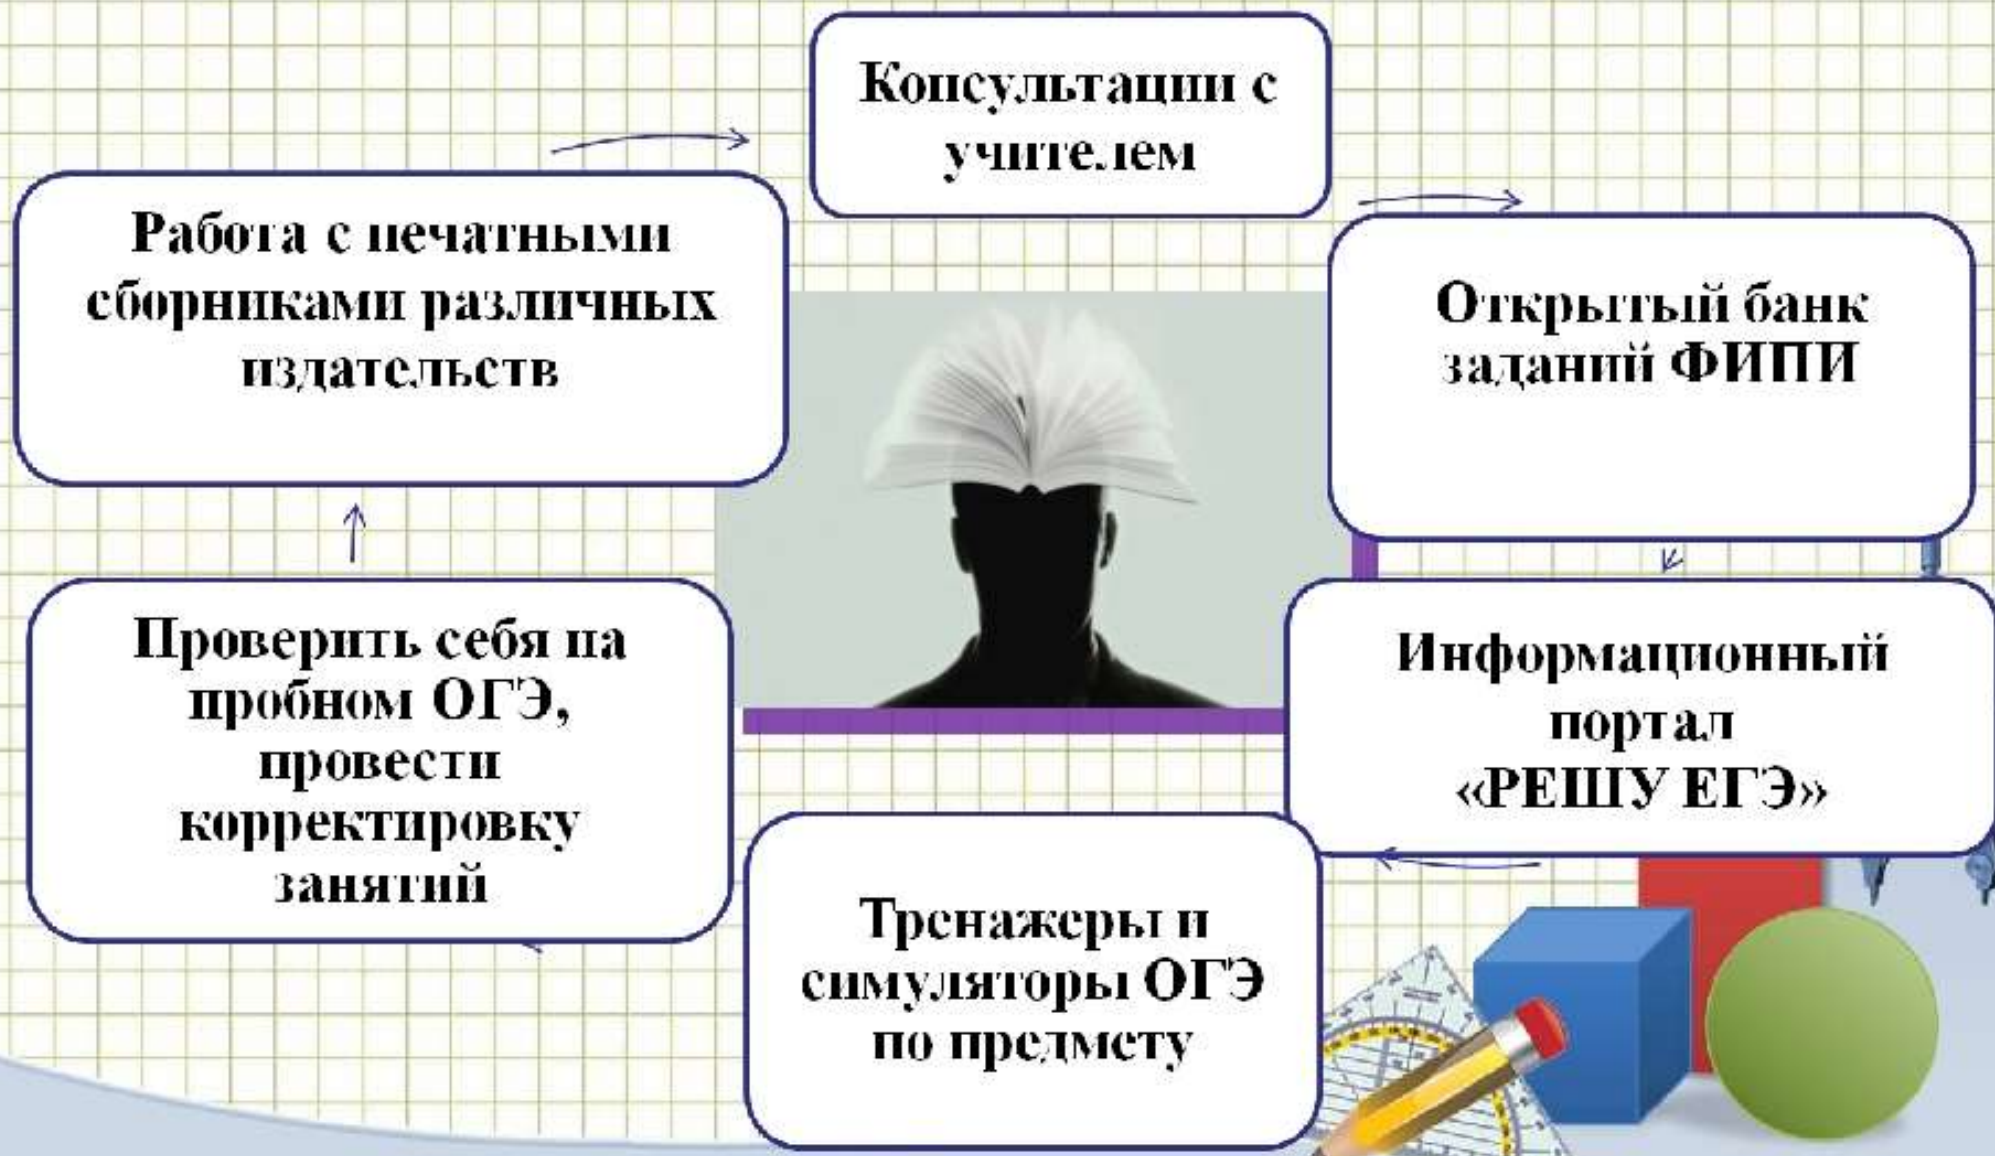 Консультации с
учителем
Работа с печатными
сборниками различных
издательств
Открытый банк
заданий ФИПИ
Проверить себя на
пробном ОГЭ,
провести
корректировку
занятий
Информационный
портал
«РЕШУ ЕГЭ»
Тренажеры и
симуляторы ОГЭ
по предмету